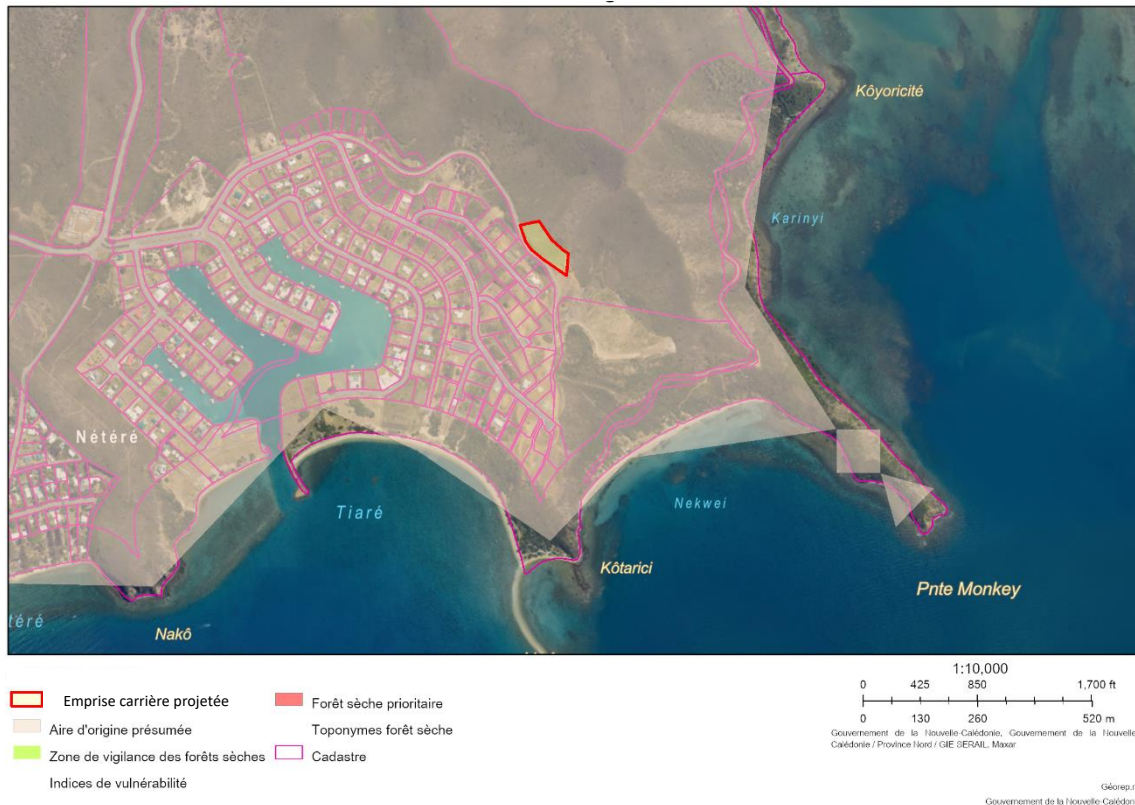 Kôyoricité
Karinyi
Nétéré
Tiaré
Nekwei
Kôtarici
Pnte Monkey
téré
Nakô
Emprise carrière projetée
Forêt sèche prioritaire
Aire d'origine présumée
Toponymes forêt sèche
Zone de vigilance des forêts sèches
Cadastre
Indices de vulnérabilité
1:10,000
0 425 850 1,700 ft
0 130 260 520 m
Gouvernement de la Nouvelle-Calédonie, Gouvernement de la Nouvelle
Calédonie / Province Nord / GIE SERAIL, Maxar
Géorep.n
Gouvernement de la Nouvelle-Calédon